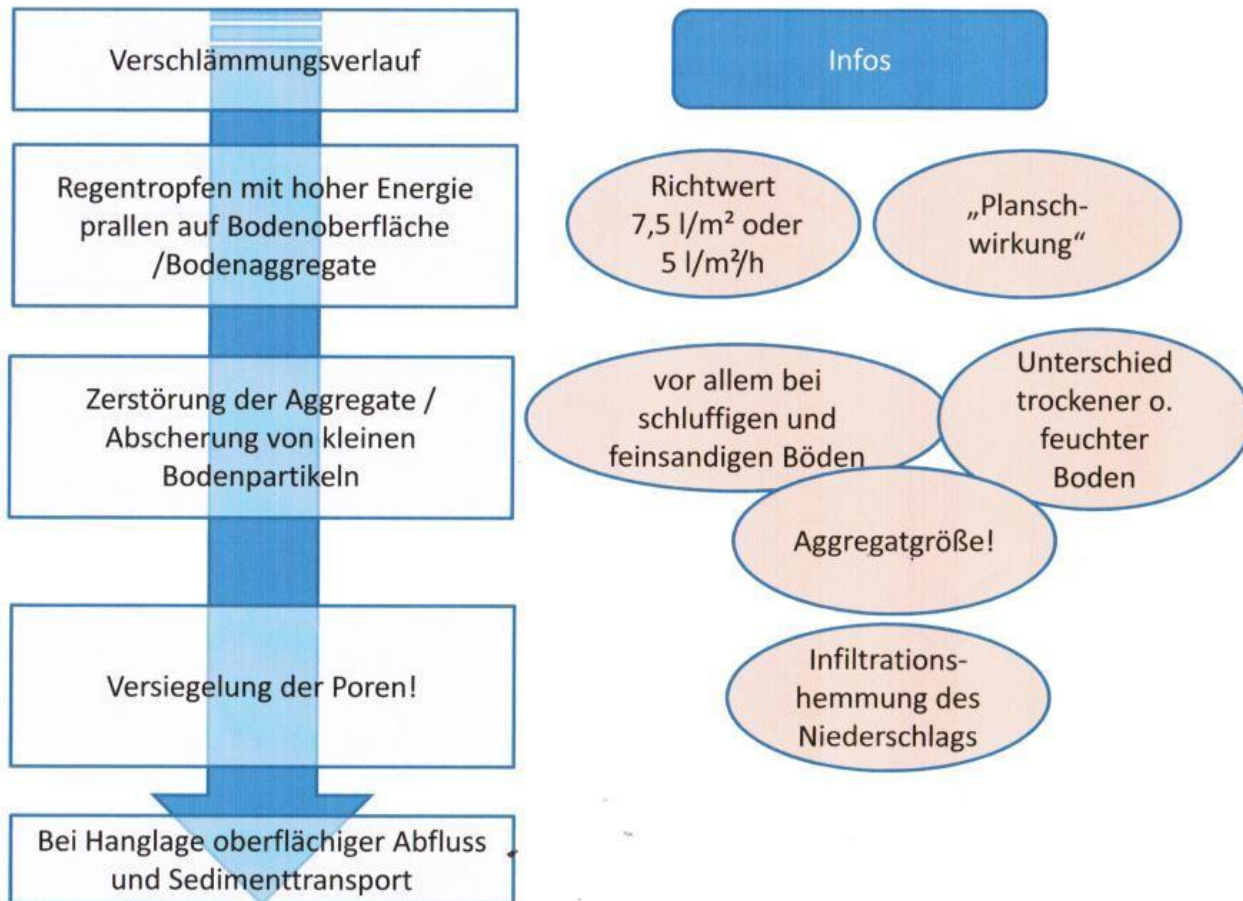 Verschlämmungsverlauf
Infos
Regentropfen mit hoher Energie
prallen auf Bodenoberfläche
/Bodenaggregate
Richtwert
7,5 l/m² oder
5 l/m²/h
„Plansch-
wirkung“
Zerstörung der Aggregate /
Abscherung von kleinen
Bodenpartikeln
vor allem bei
schluffigen und
feinsandigen Böden
Unterschied
trockener o.
feuchter
Boden
Aggregatgröße!
Versiegelung der Poren!
Infiltrations-
hemmung des
Niederschlags
Bei Hanglage oberflächiger Abfluss
und Sedimenttransport